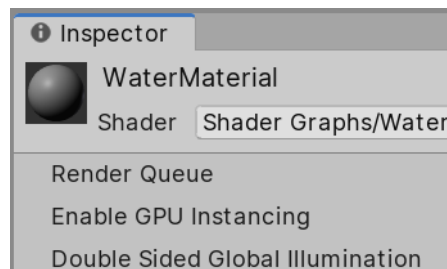 Inspector
WaterMaterial
Shader Shader Graphs/Water
Render Queue
Enable GPU Instancing
Double Sided Global Illumination